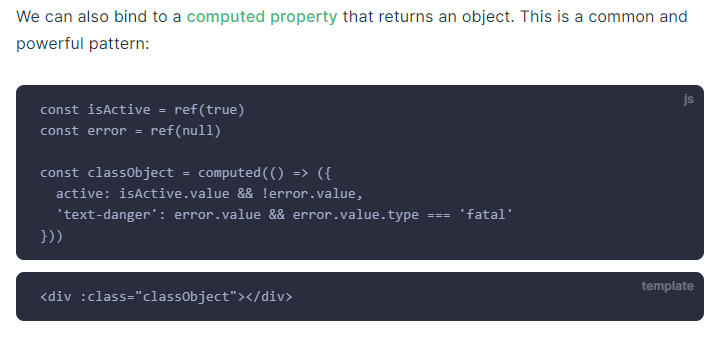 We can also bind to a computed property that returns an object. This is a common and
powerful pattern:
js
const isActive = ref(true)
const error = ref(null)
const classObject = computed(() => ({
  active: isActive.value && !error.value,
  'text-danger': error.value && error.value.type === 'fatal'
}))
template
<div :class="classObject"></div>